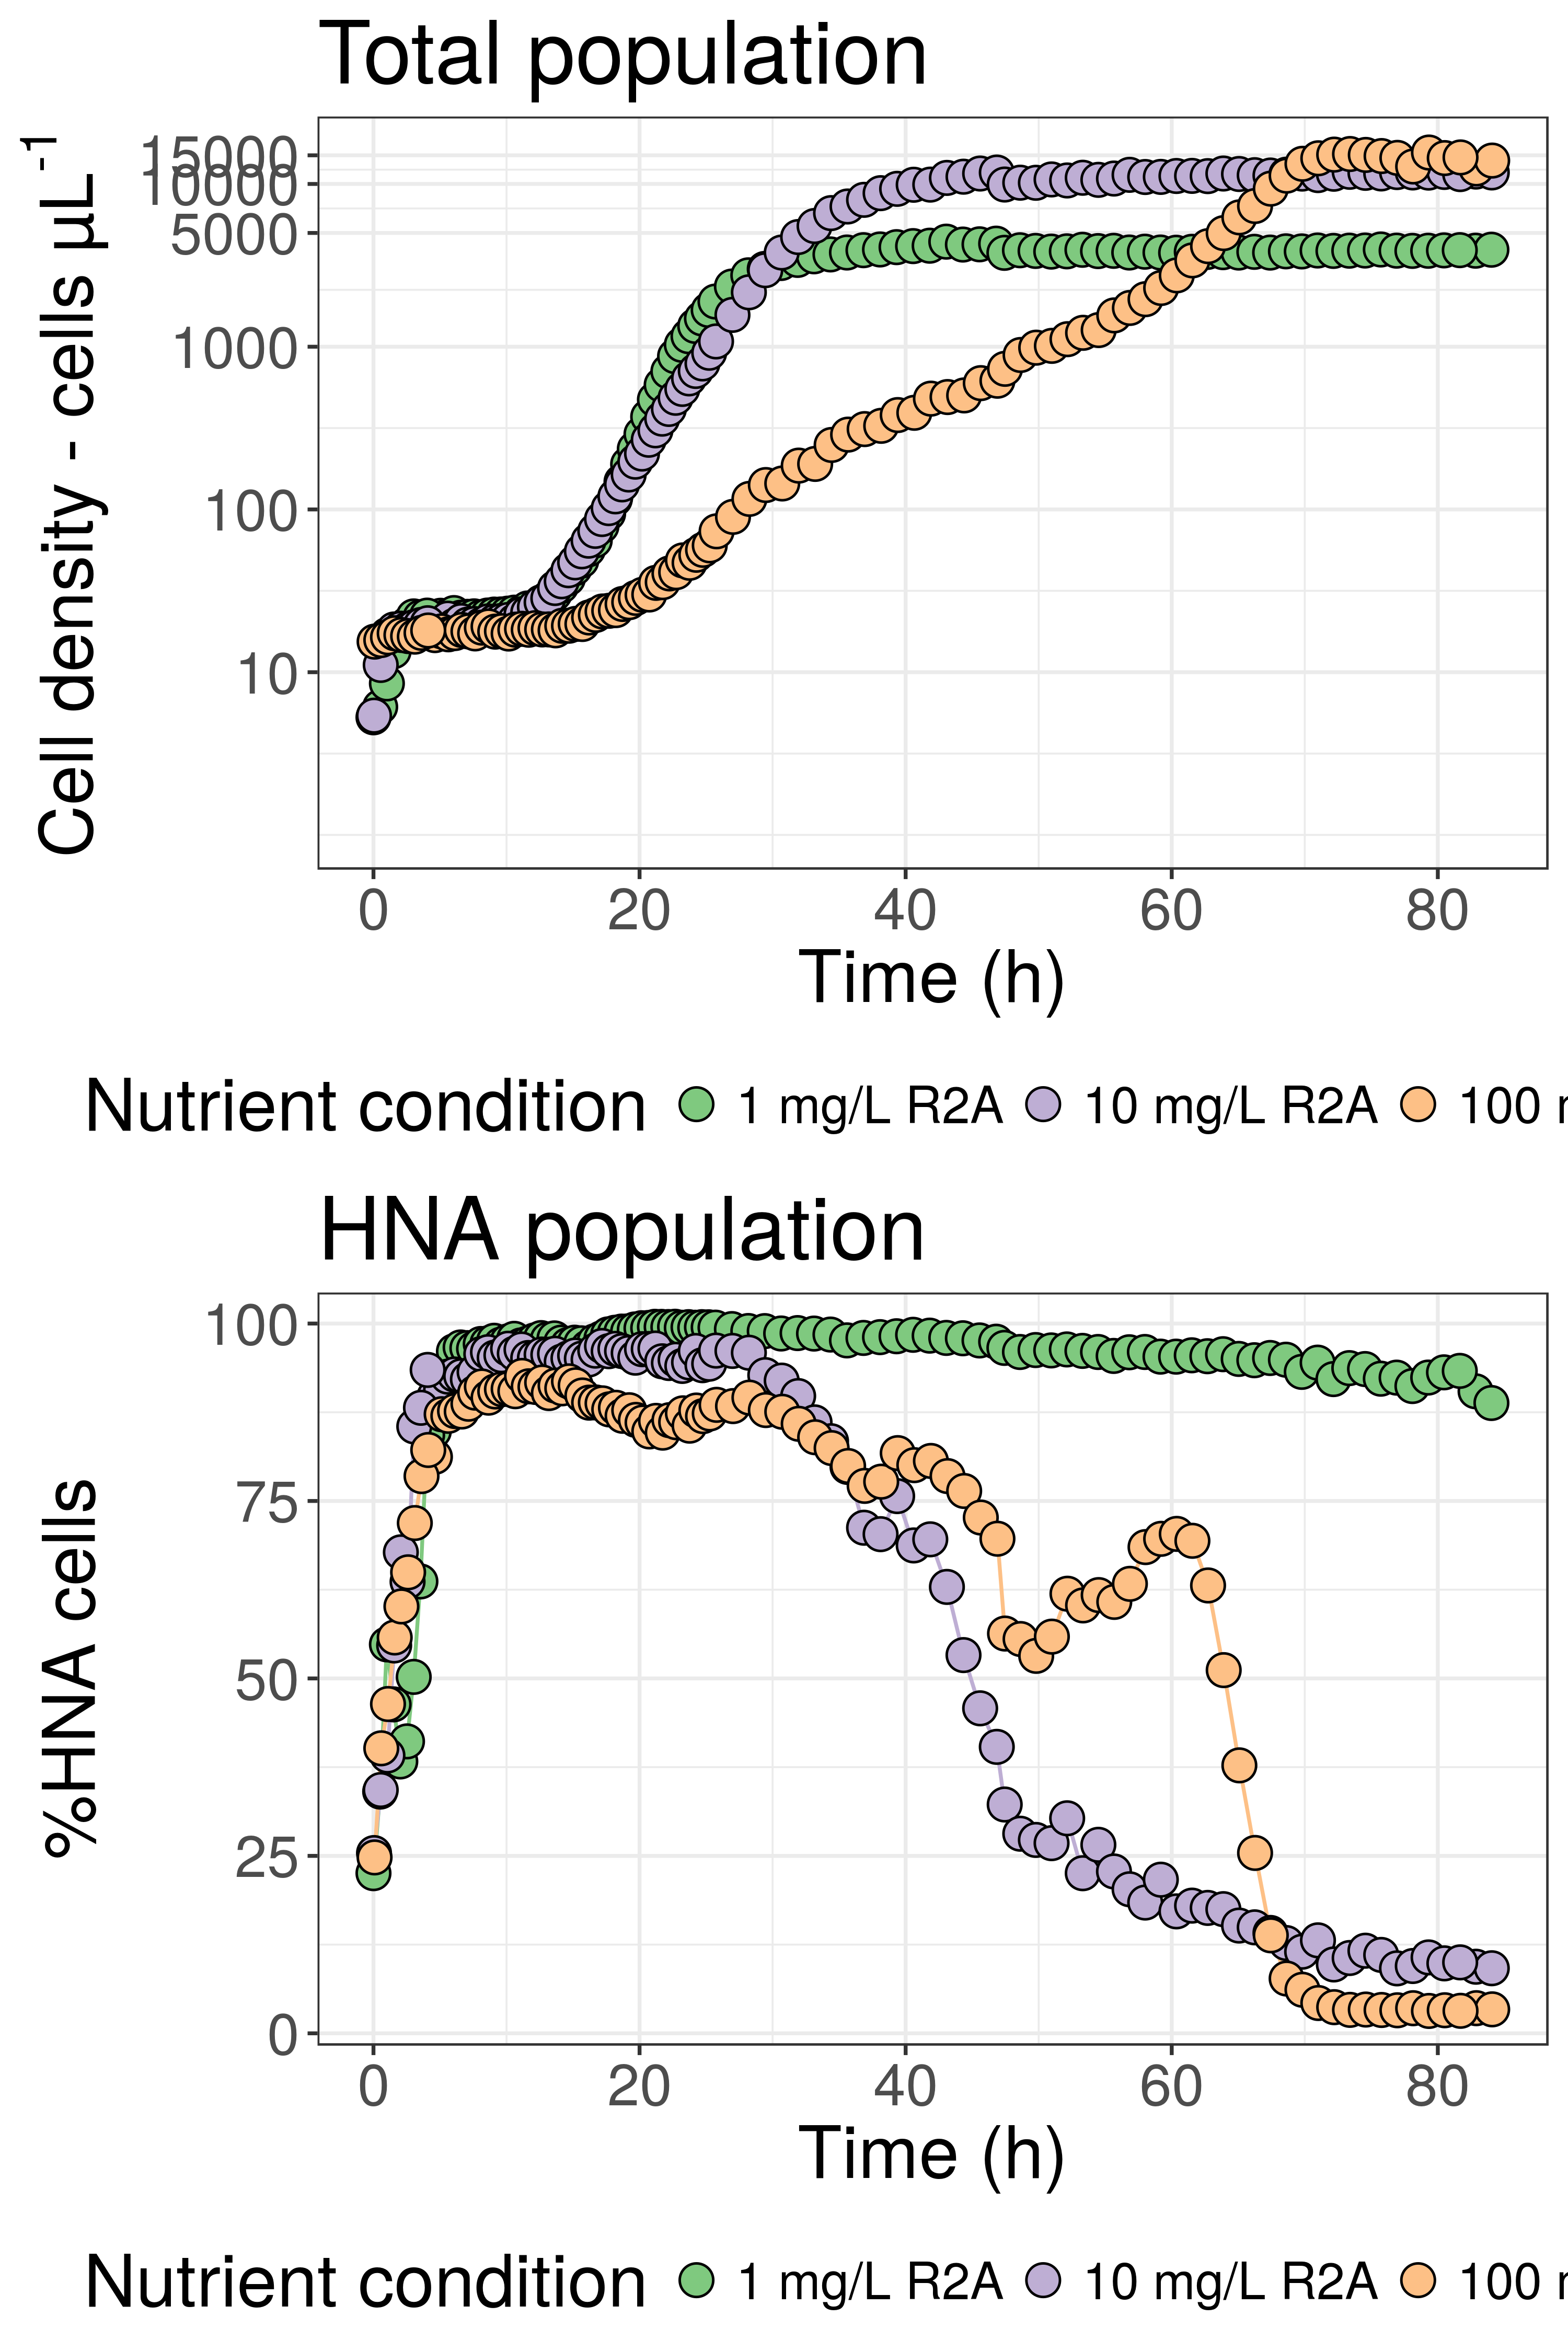 Total population
Cell density - cells µL-1
15000
10000
5000
1000
100
10
0 20 40 60 80
Time (h)
Nutrient condition 1 mg/L R2A 10 mg/L R2A 100
HNA population
%HNA cells
100
75
50
25
0
0 20 40 60 80
Time (h)
Nutrient condition 1 mg/L R2A 10 mg/L R2A 100